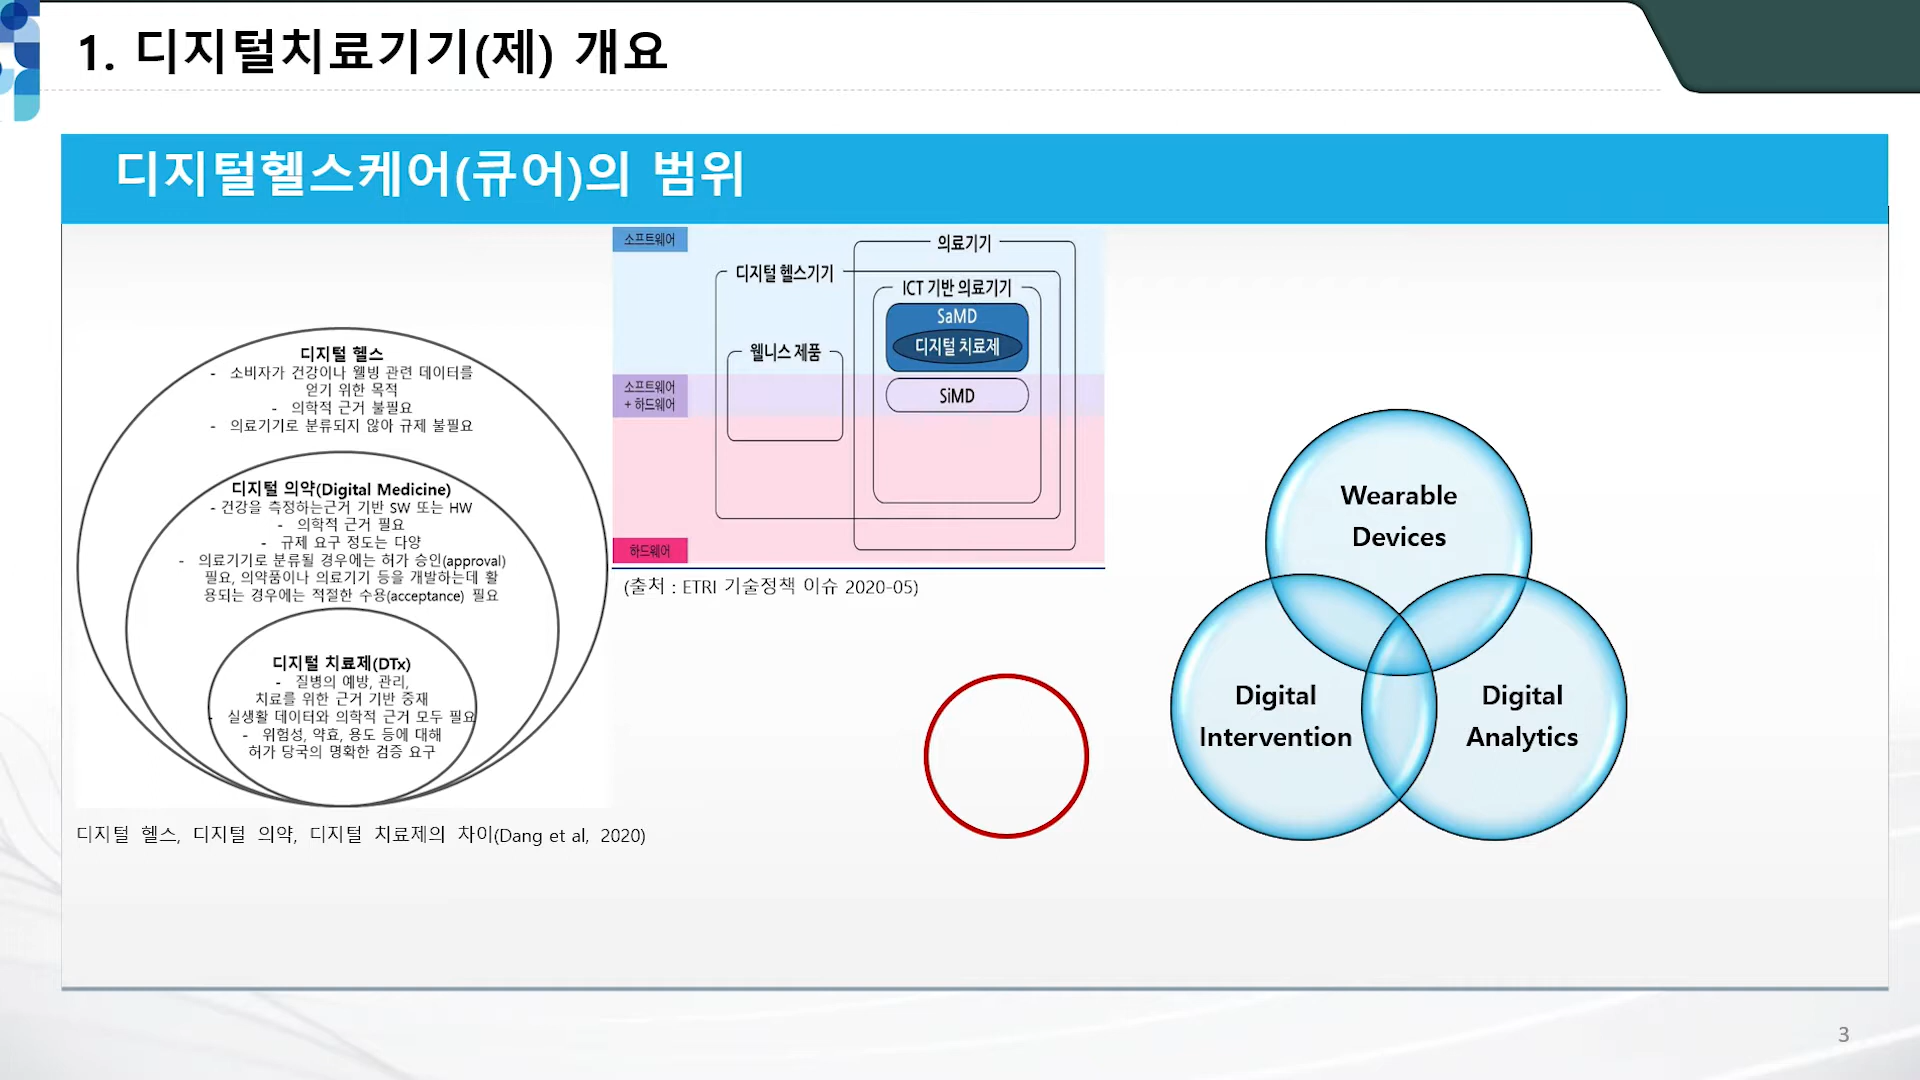 1. 디지털치료기기(제) 개요
디지털헬스케어(큐어)의 범위
디지털 헬스
- 소비자가 건강이나 웰빙 관련 데이터를
얻기 위한 목적
- 의학적 근거 불필요
- 의료기기로 분류되지 않아 규제 불필요
디지털 의약(Digital Medicine)
- 건강을 측정하는근거 기반 SW 또는 HW
- 의학적 근거 필요
- 규제 요구 정도는 다양
- 의료기기로 분류될 경우에는 허가 승인(approval)
필요, 의약품이나 의료기기 등을 개발하는데 활
용되는 경우에는 적절한 수용(acceptance) 필요
디지털 치료제(DTx)
- 질병의 예방, 관리,
치료를 위한 근거 기반 중재
- 실생활 데이터와 의학적 근거 모두 필요
- 위험성, 약효, 용도 등에 대해
허가 당국의 명확한 검증 요구
디지털 헬스, 디지털 의약, 디지털 치료제의 차이(Dang et al, 2020)
소프트웨어
의료기기
디지털 헬스기기
ICT 기반 의료기기
SaMD
디지털 치료제
웰니스 제품
소프트웨어
+ 하드웨어
SiMD
하드웨어
(출처 : ETRI 기술정책 이슈 2020-05)
Wearable
Devices
Digital
Intervention
Digital
Analytics
3